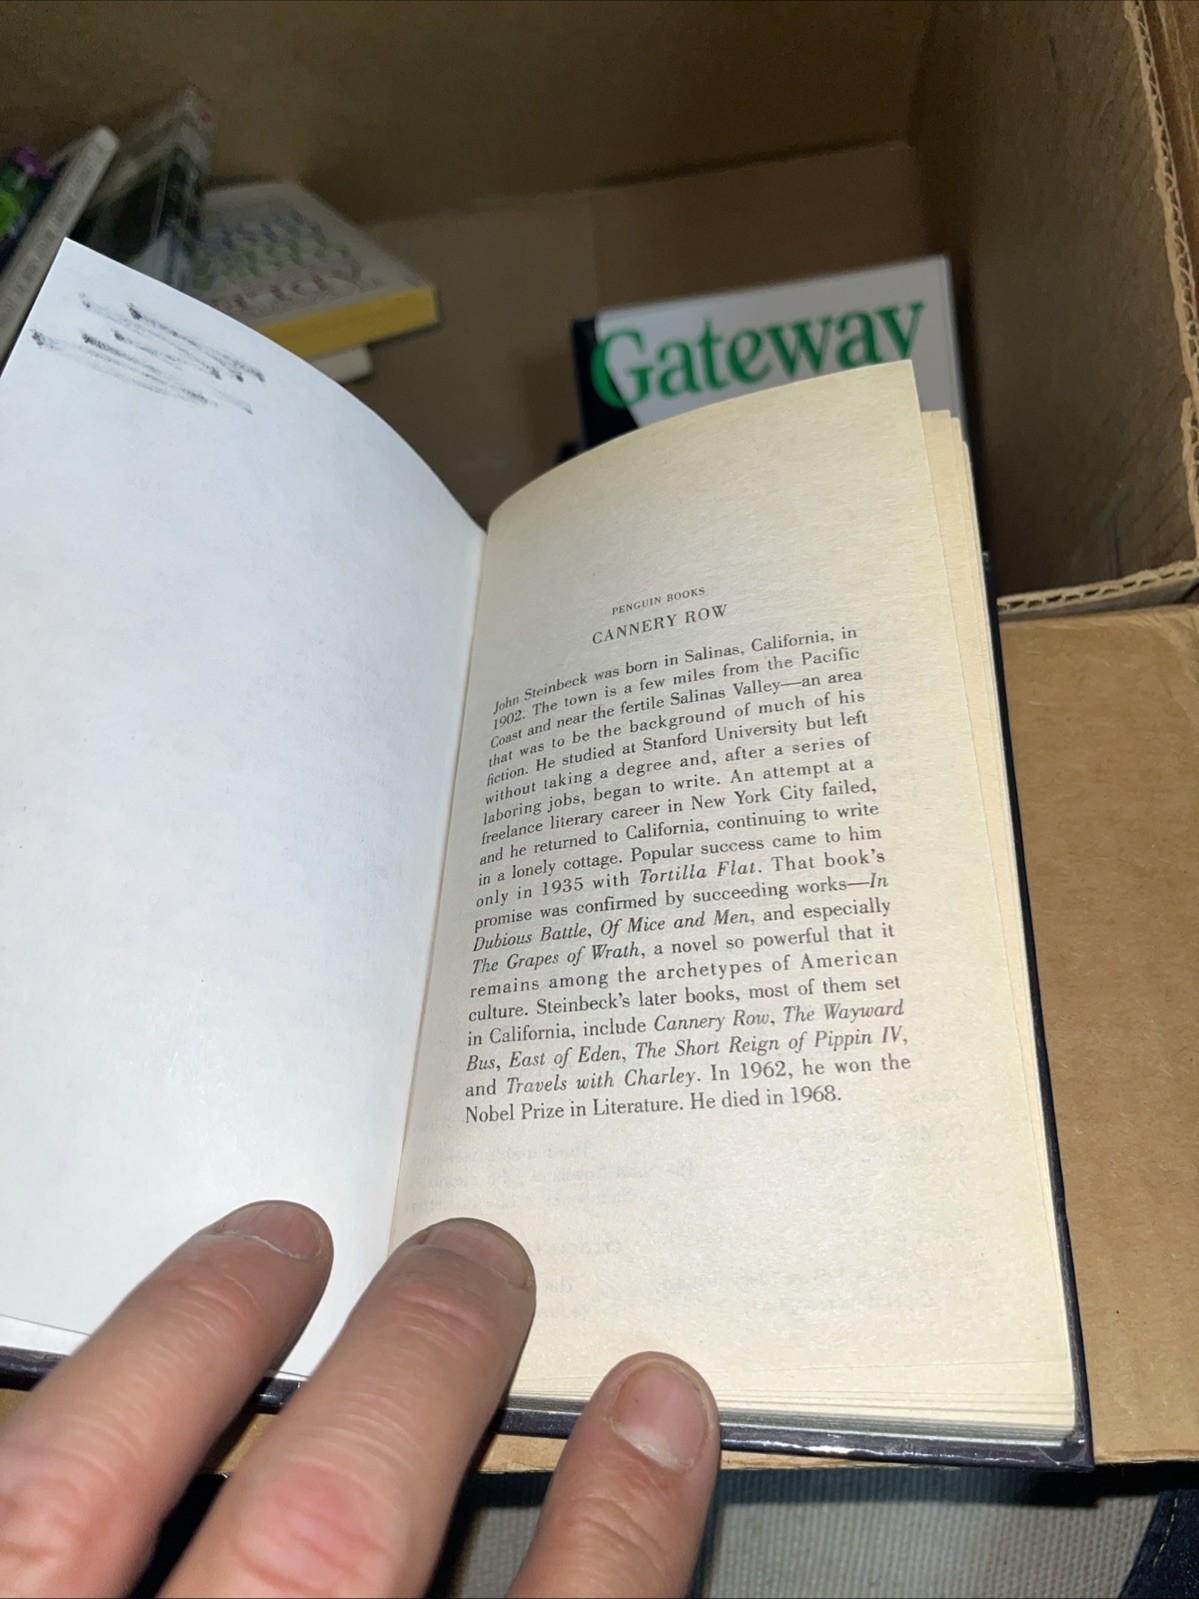 Gateway
PENGUIN BOOKS
CANNERY ROW
John Steinbeck was born in Salinas, California, in
1902. The town is a few miles from the Pacific
Coast and near the fertile Salinas Valley—an area
that was to be the background of much of his
fiction. He studied at Stanford University but left
without taking a degree and, after a series of
laboring jobs, began to write. An attempt at a
freelance literary career in New York City failed,
and he returned to California, continuing to write
in a lonely cottage. Popular success came to him
only in 1935 with Tortilla Flat. That book's
promise was confirmed by succeeding works—In
Dubious Battle, Of Mice and Men, and especially
The Grapes of Wrath, a novel so powerful that it
remains among the archetypes of American
culture. Steinbeck's later books, most of them set
in California, include Cannery Row, The Wayward
Bus, East of Eden, The Short Reign of Pippin IV,
and Travels with Charley. In 1962, he won the
Nobel Prize in Literature. He died in 1968.